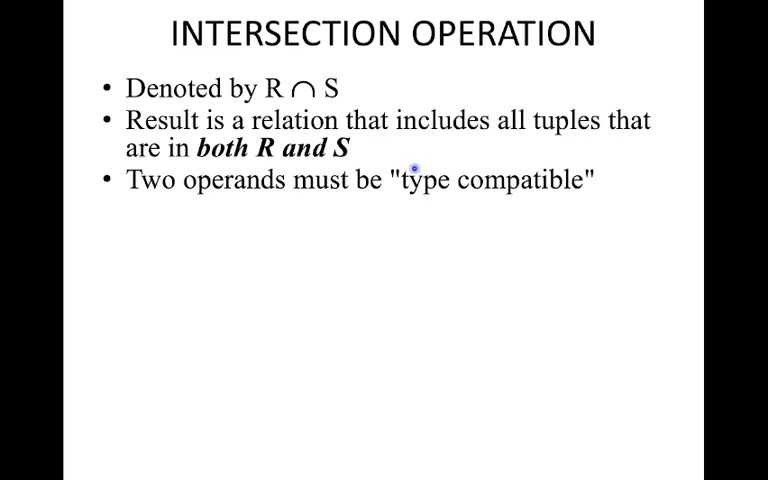 INTERSECTION OPERATION
• Denoted by R ∩ S
• Result is a relation that includes all tuples that
are in both R and S
• Two operands must be "type compatible"